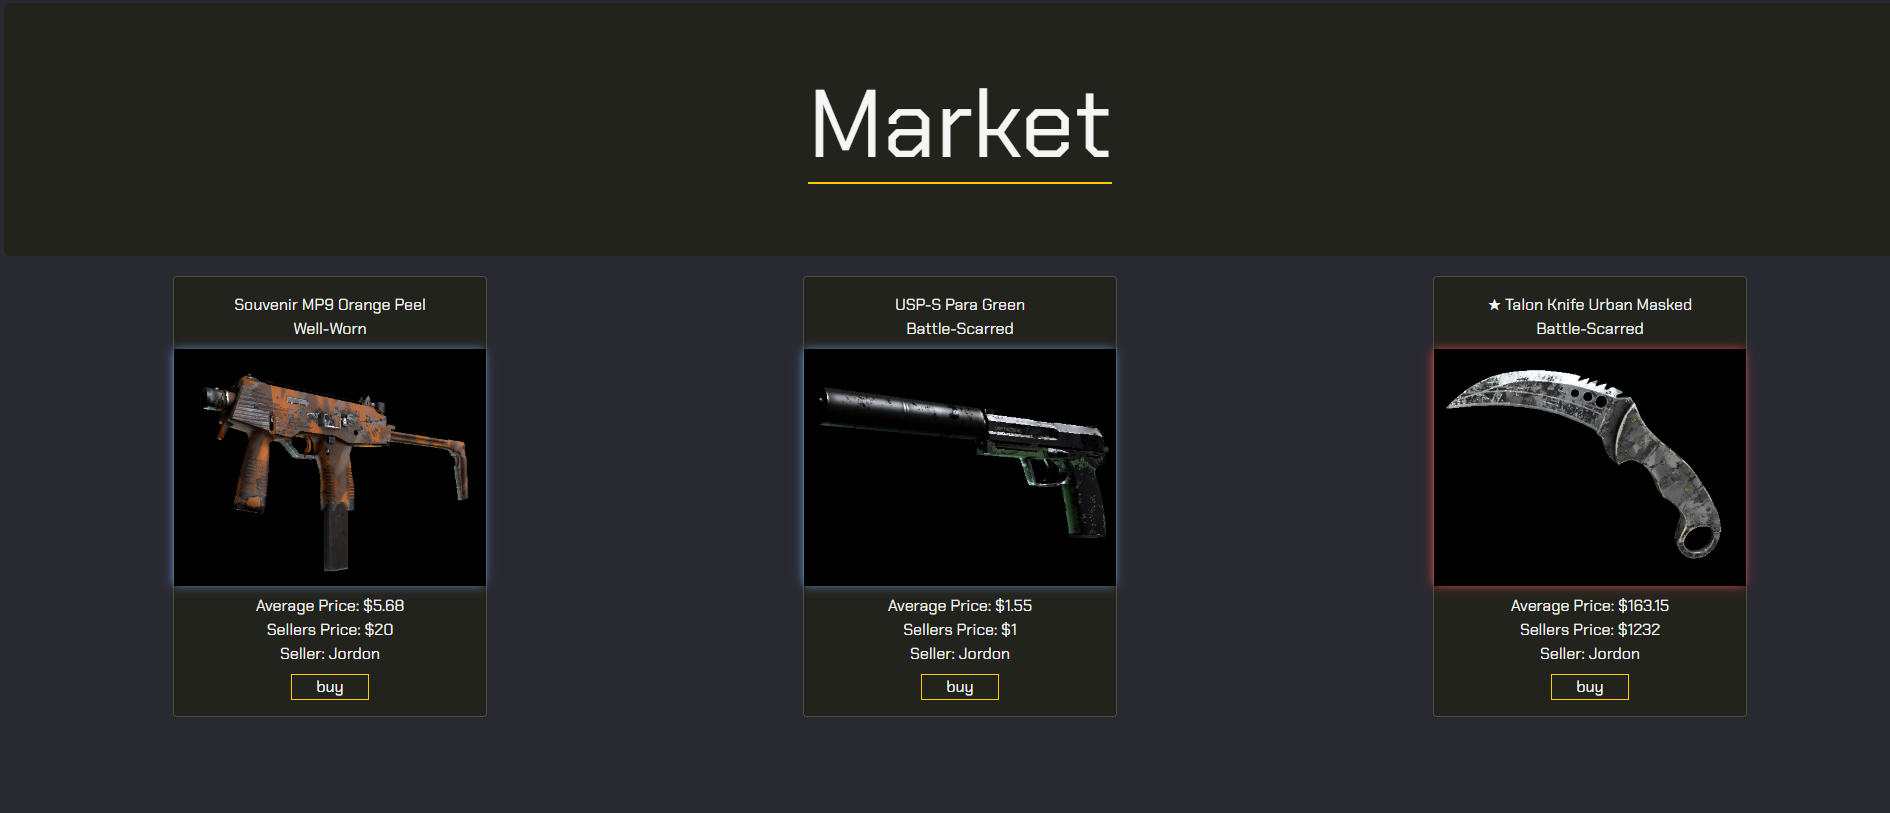 Market
Souvenir MP9 Orange Peel
Well-Worn
Average Price: $5.68
Sellers Price: $20
Seller: Jordon
buy
USP-S Para Green
Battle-Scarred
Average Price: $1.55
Sellers Price: $1
Seller: Jordon
buy
★ Talon Knife Urban Masked
Battle-Scarred
Average Price: $163.15
Sellers Price: $1232
Seller: Jordon
buy